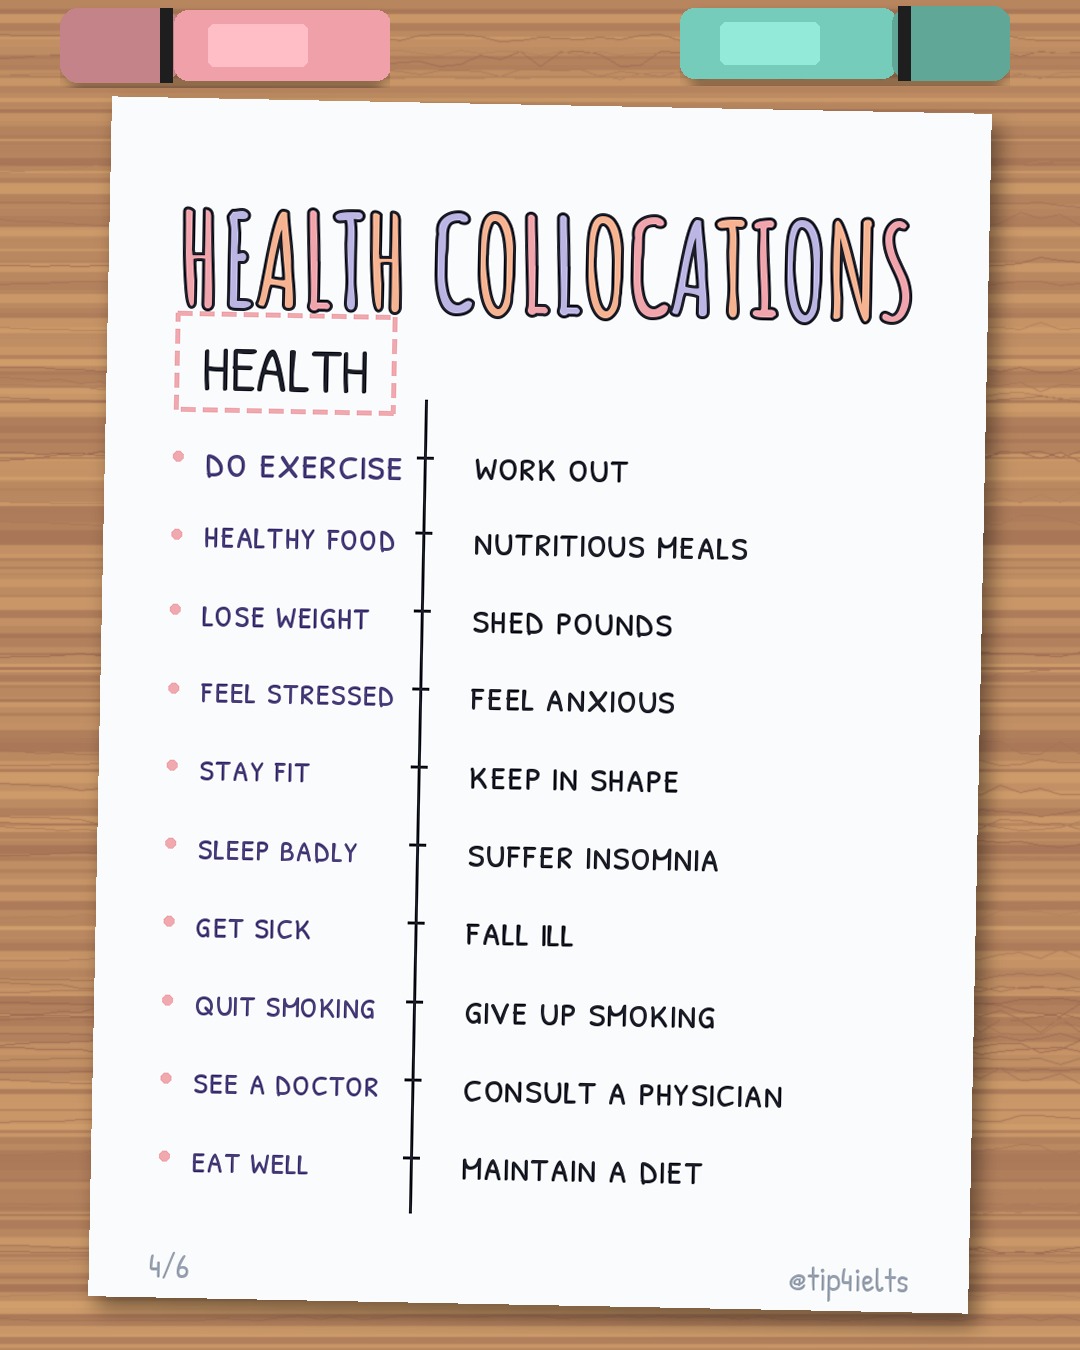 HEALTH COLLOCATIONS
HEALTH
DO EXERCISE WORK OUT
HEALTHY FOOD NUTRITIOUS MEALS
LOSE WEIGHT SHED POUNDS
FEEL STRESSED FEEL ANXIOUS
STAY FIT KEEP IN SHAPE
SLEEP BADLY SUFFER INSOMNIA
GET SICK FALL ILL
QUIT SMOKING GIVE UP SMOKING
SEE A DOCTOR CONSULT A PHYSICIAN
EAT WELL MAINTAIN A DIET
4/6 @tip4ielts